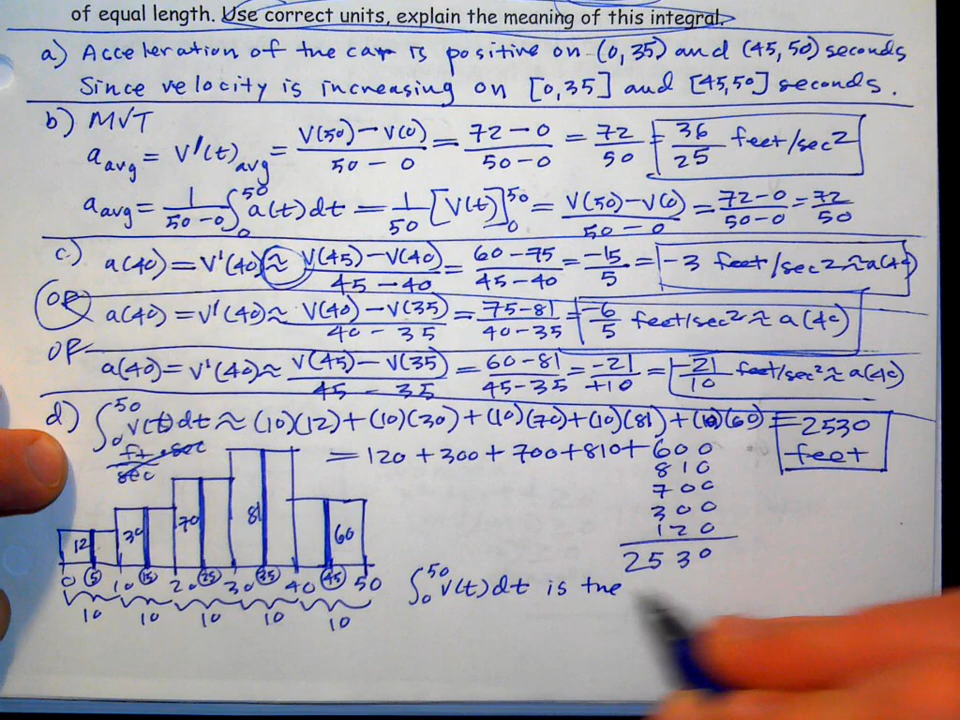 of equal length. Use correct units, explain the meaning of this integral.
a) Acceleration of the car is positive on (0,35) and (45,50) seconds
Since velocity is increasing on [0,35] and [45,50] seconds.
b) MVT
a_avg = V'(t)_avg = (V(50)-V(0))/(50-0) = (72-0)/(50-0) = 72/50 = 36/25 feet/sec2
a_avg = 1/(50-0) ∫_0^50 a(t)dt = 1/50 [V(t)]_0^50 = (V(50)-V(0))/(50-0) = (72-0)/(50-0) = 72/50
c.) a(40) = V'(40) ≈ (V(45)-V(40))/(45-40) = (60-75)/(45-40) = -15/5 = -3 feet/sec2 ≈ a(40)
OR a(40) = V'(40) ≈ (V(40)-V(35))/(40-35) = (75-81)/(40-35) = -6/5 feet/sec2 ≈ a(40)
OR a(40) = V'(40) ≈ (V(45)-V(35))/(45-35) = (60-81)/(45-35) = -21/+10 = -21/10 feet/sec2 ≈ a(40)
d) ∫_0^50 V(t)dt ≈ (10)(12)+(10)(30)+(10)(70)+(10)(81)+(10)(60) = 2530 feet
ft/sec • sec
= 120+300+700+810+600
810
700
300
120
2530
12 30 70 81 60
0 5 10 15 20 25 30 35 40 45 50
10 10 10 10 10
∫_0^50 V(t)dt is the